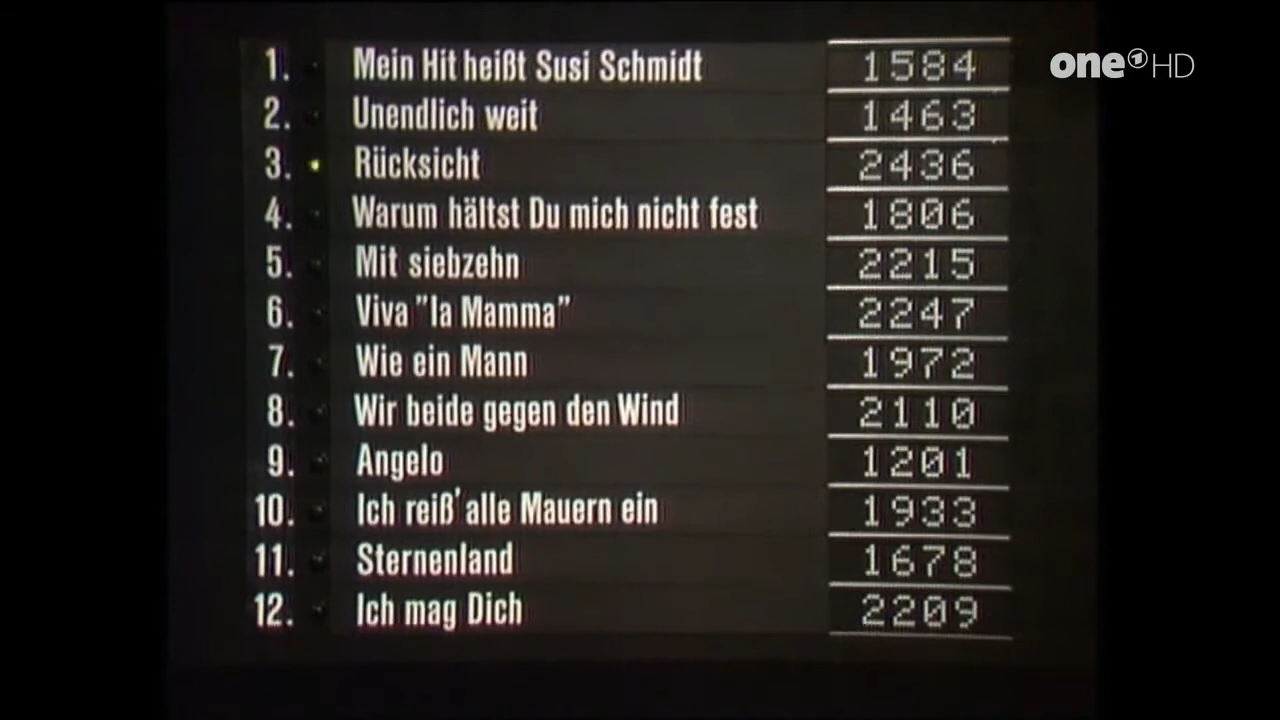 one HD
1. Mein Hit heißt Susi Schmidt 1584
2. Unendlich weit 1463
3. Rücksicht 2436
4. Warum hältst Du mich nicht fest 1806
5. Mit siebzehn 2215
6. Viva "la Mamma" 2247
7. Wie ein Mann 1972
8. Wir beide gegen den Wind 2110
9. Angelo 1201
10. Ich reiß' alle Mauern ein 1933
11. Sternenland 1678
12. Ich mag Dich 2209